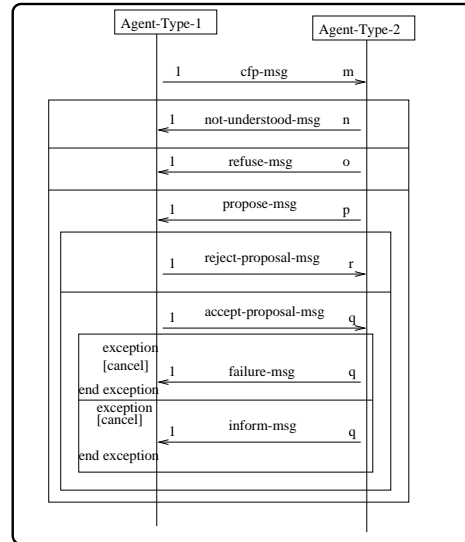 Agent-Type-1 Agent-Type-2
1 cfp-msg m
1 not-understood-msg n
1 refuse-msg o
1 propose-msg p
1 reject-proposal-msg r
1 accept-proposal-msg q
exception
[cancel]
1 failure-msg q
end exception
exception
[cancel]
1 inform-msg q
end exception